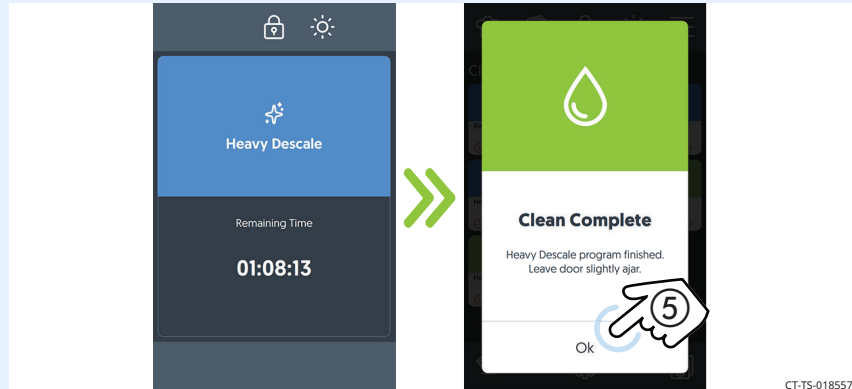 Heavy Descale
Remaining Time
01:08:13
Clean Complete
Heavy Descale program finished.
Leave door slightly ajar.
Ok
5
CT-TS-018557